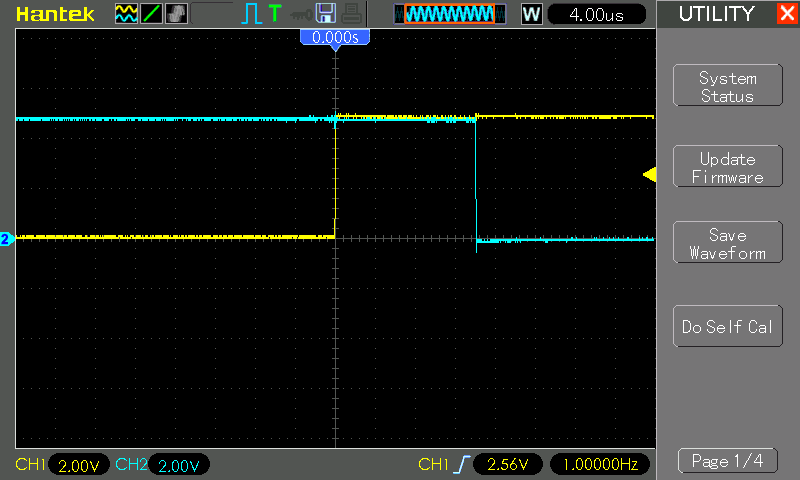 Hantek
T
W
4.00us
UTILITY
X
0.000s
System
Status
Update
Firmware
2
Save
Waveform
Do Self Cal
CH1 2.00V CH2 2.00V CH1 2.56V 1.00000Hz
Page 1/4